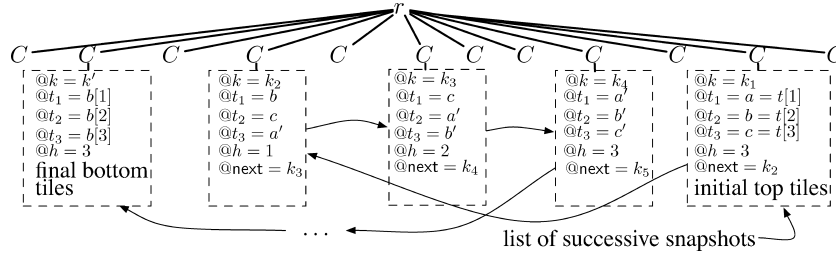 r
C C C C C C C C C C C C
@k = k′
@t₁ = b[1]
@t₂ = b[2]
@t₃ = b[3]
@h = 3
final bottom
tiles
@k = k₂
@t₁ = b
@t₂ = c
@t₃ = a′
@h = 1
@next = k₃
@k = k₃
@t₁ = c
@t₂ = a′
@t₃ = b′
@h = 2
@next = k₄
@k = k₄
@t₁ = a′
@t₂ = b′
@t₃ = c′
@h = 3
@next = k₅
@k = k₁
@t₁ = a = t[1]
@t₂ = b = t[2]
@t₃ = c = t[3]
@h = 3
@next = k₂
initial top tiles
...
list of successive snapshots